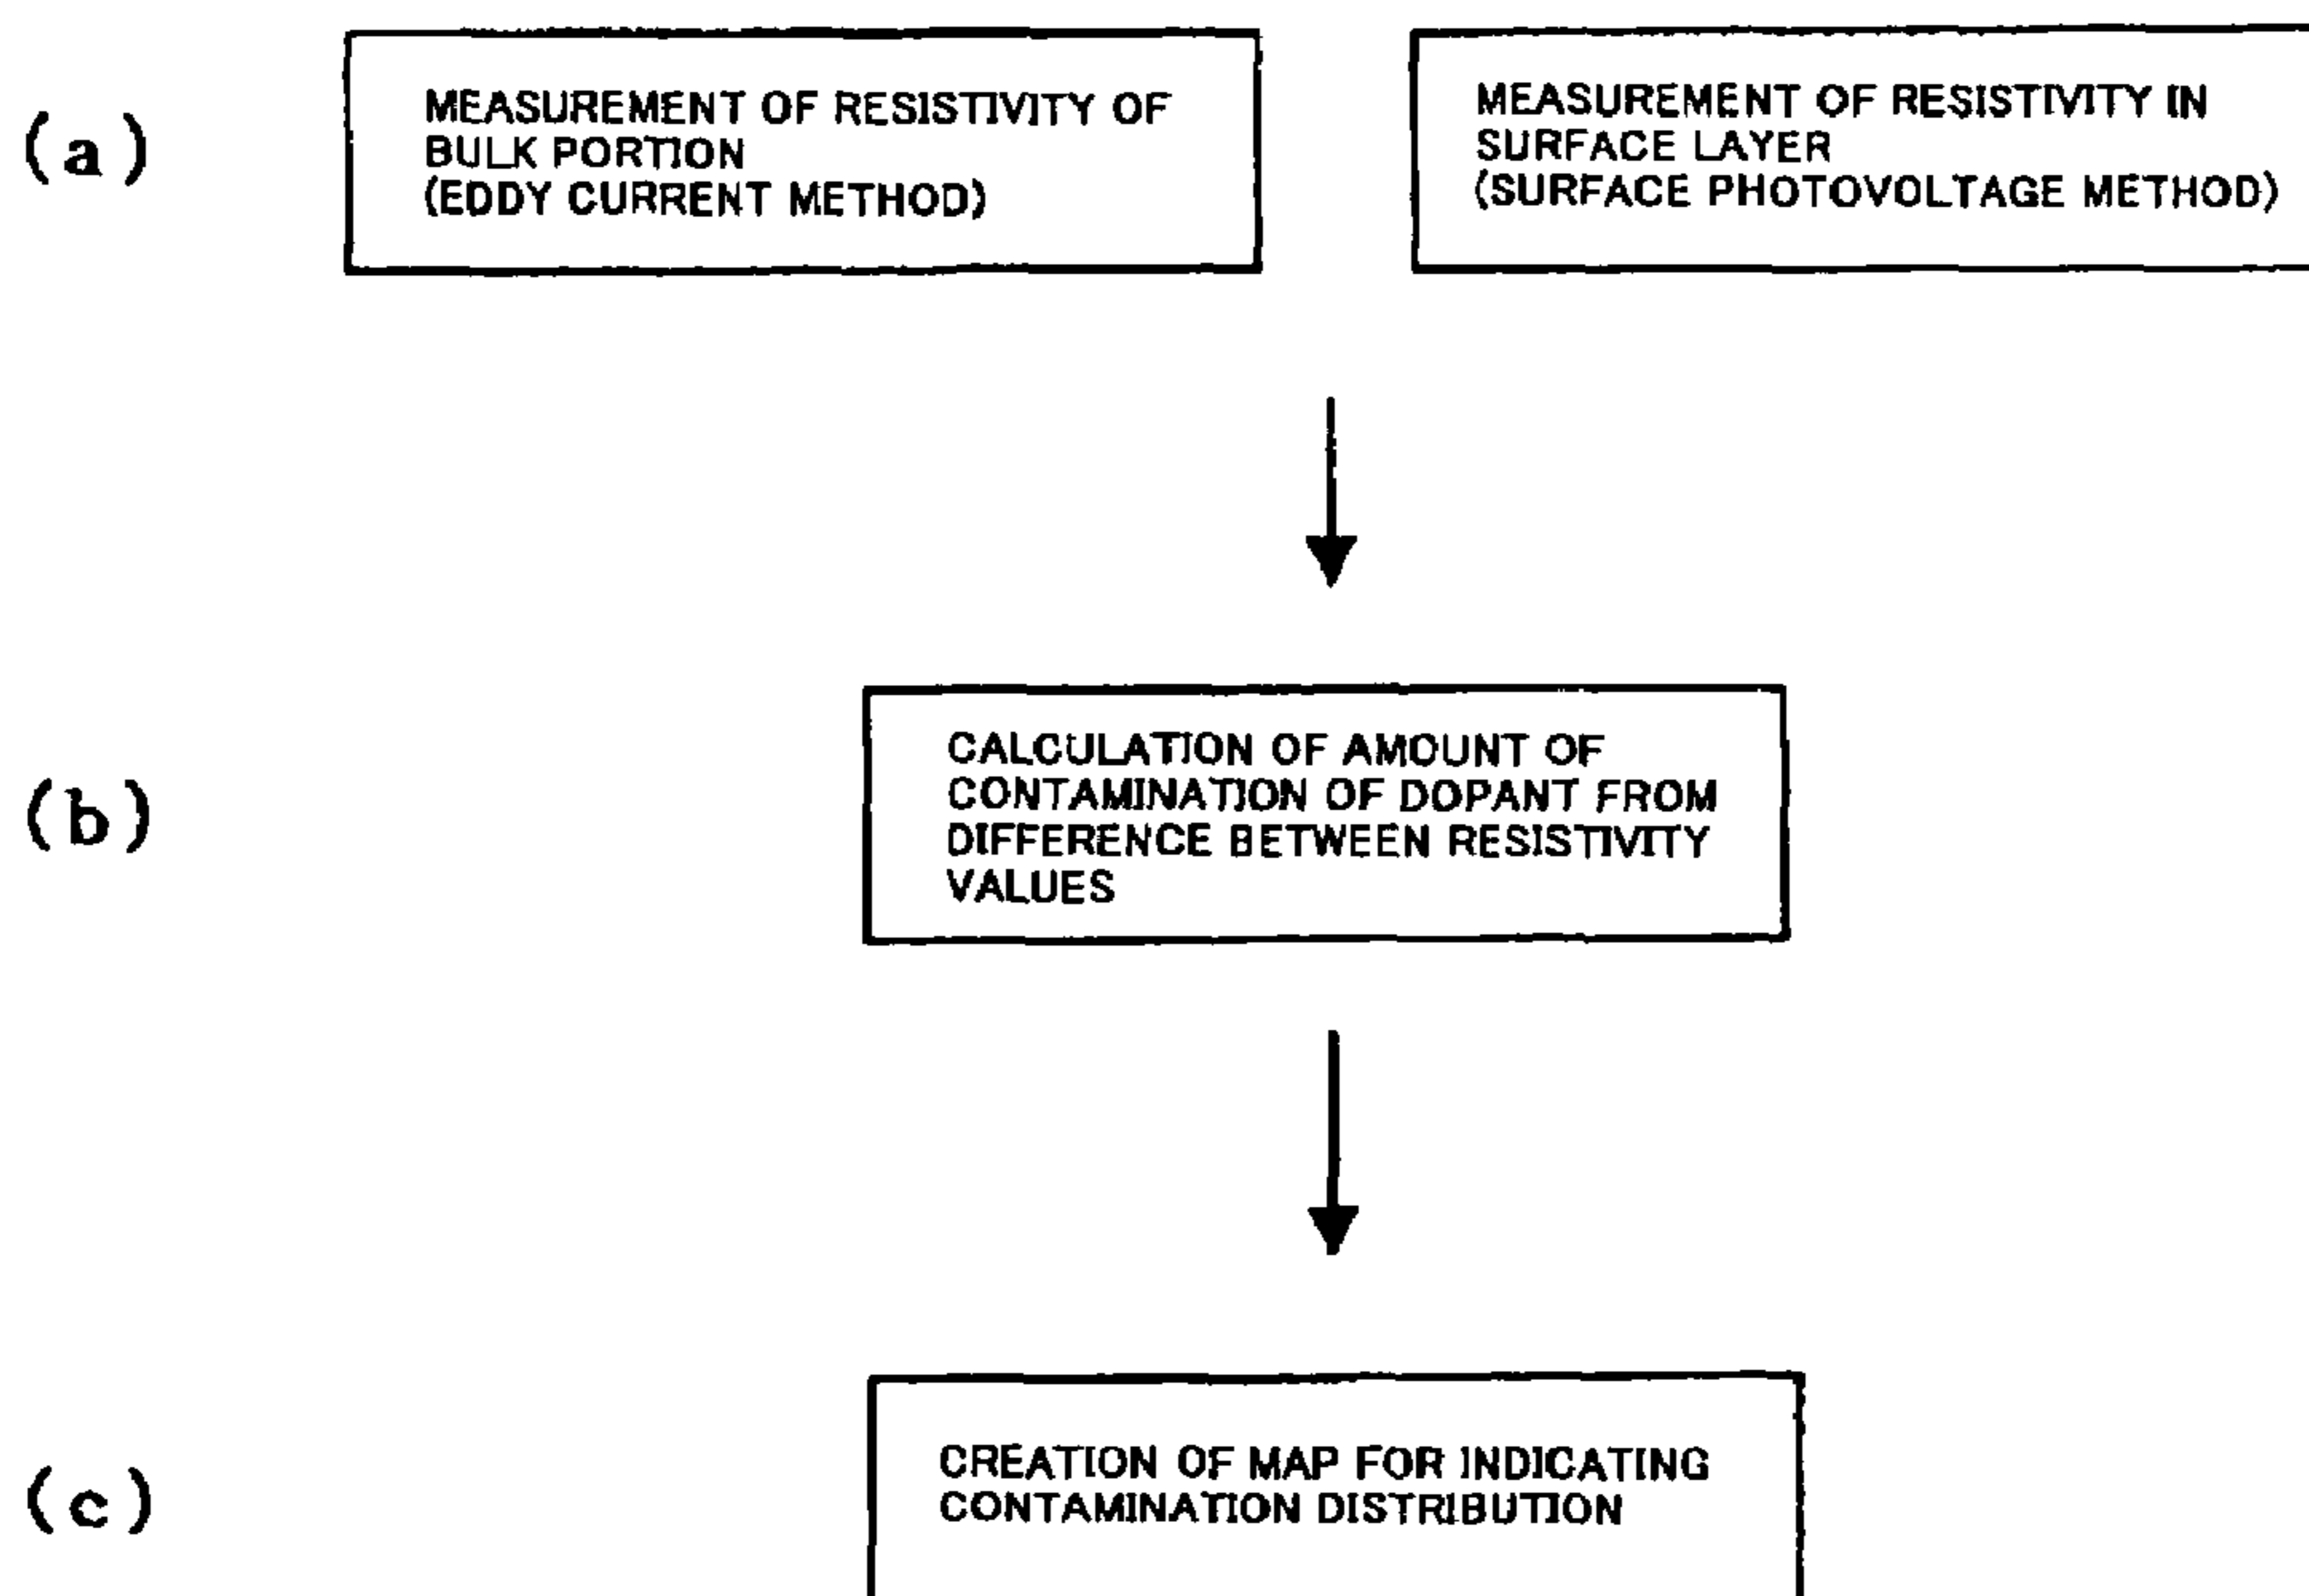 (a)
MEASUREMENT OF RESISTIVITY OF
BULK PORTION
(EDDY CURRENT METHOD)
MEASUREMENT OF RESISTIVITY IN
SURFACE LAYER
(SURFACE PHOTOVOLTAGE METHOD)
(b)
CALCULATION OF AMOUNT OF
CONTAMINATION OF DOPANT FROM
DIFFERENCE BETWEEN RESISTIVITY
VALUES
(c)
CREATION OF MAP FOR INDICATING
CONTAMINATION DISTRIBUTION